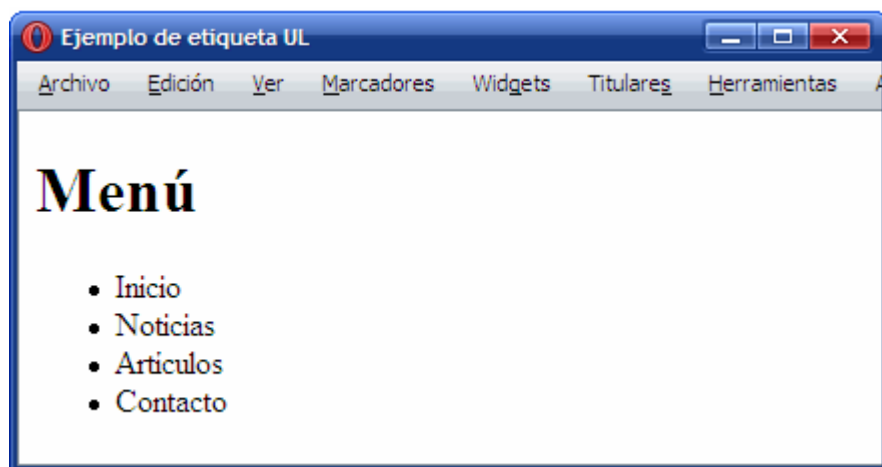 Ejemplo de etiqueta UL
Archivo Edición Ver Marcadores Widgets Titulares Herramientas A
Menú
Inicio
Noticias
Artículos
Contacto